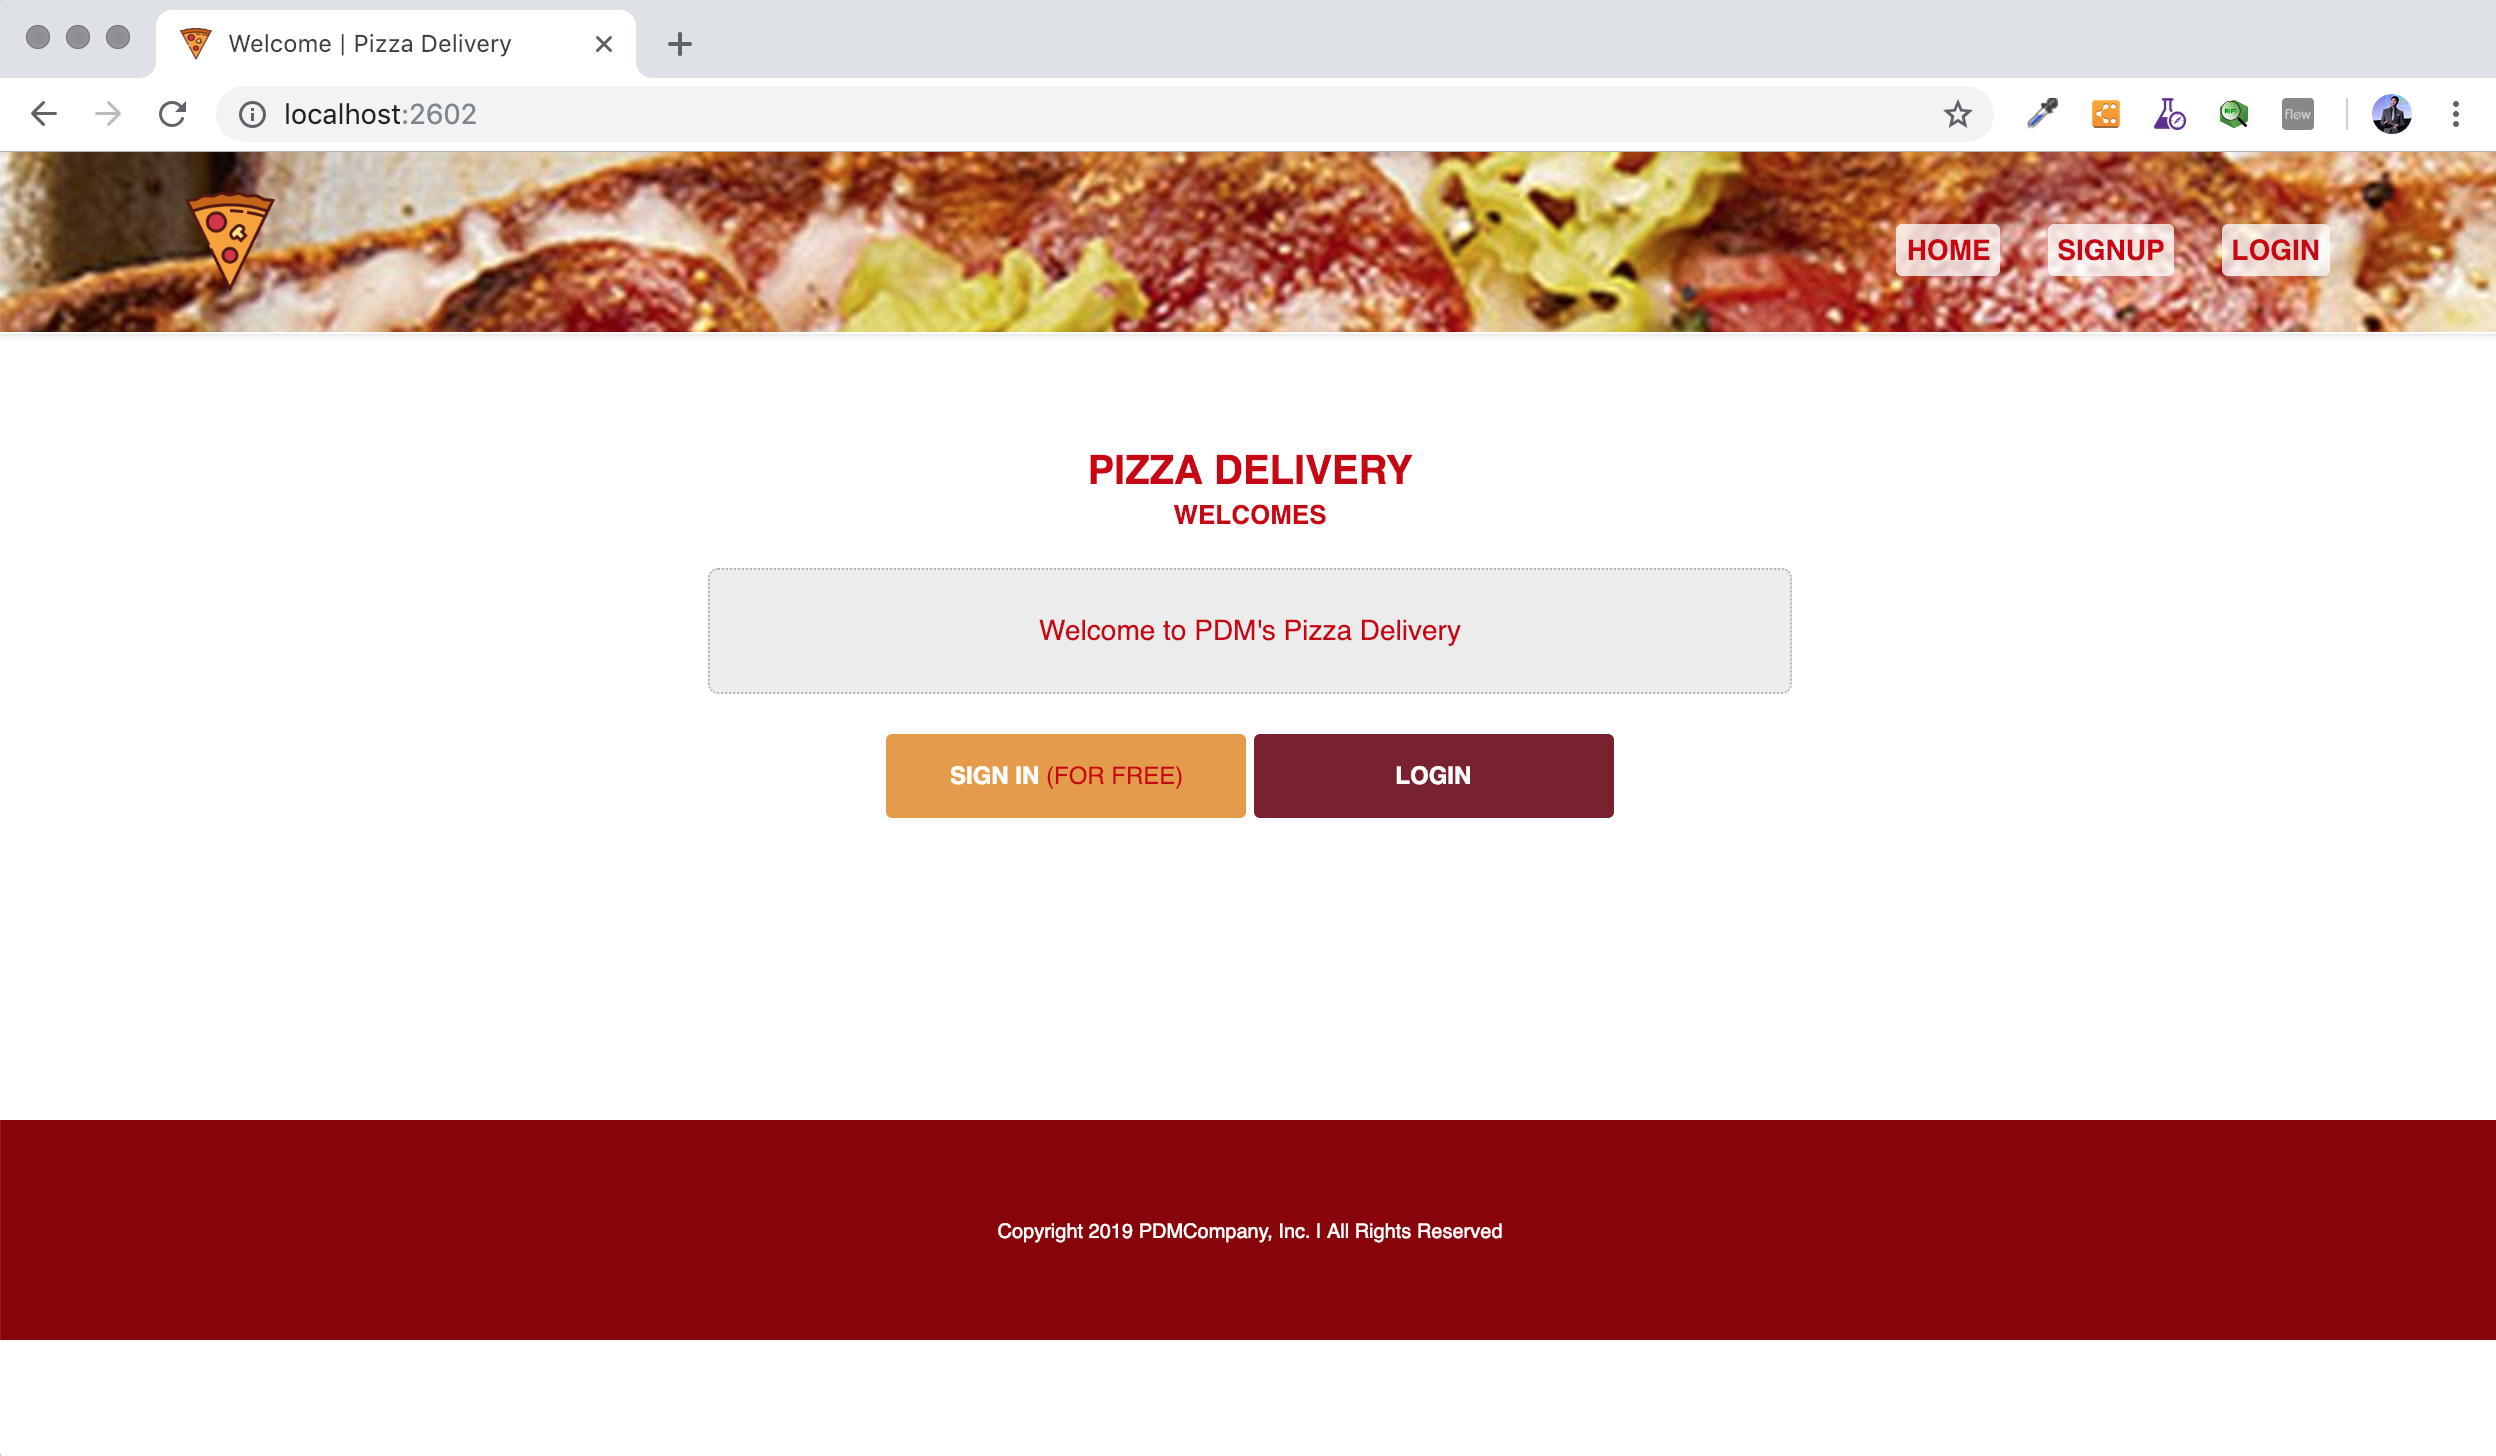 Welcome | Pizza Delivery
localhost:2602
flow
HOME SIGNUP LOGIN
PIZZA DELIVERY
WELCOMES
Welcome to PDM's Pizza Delivery
SIGN IN (FOR FREE) LOGIN
Copyright 2019 PDMCompany, Inc. | All Rights Reserved